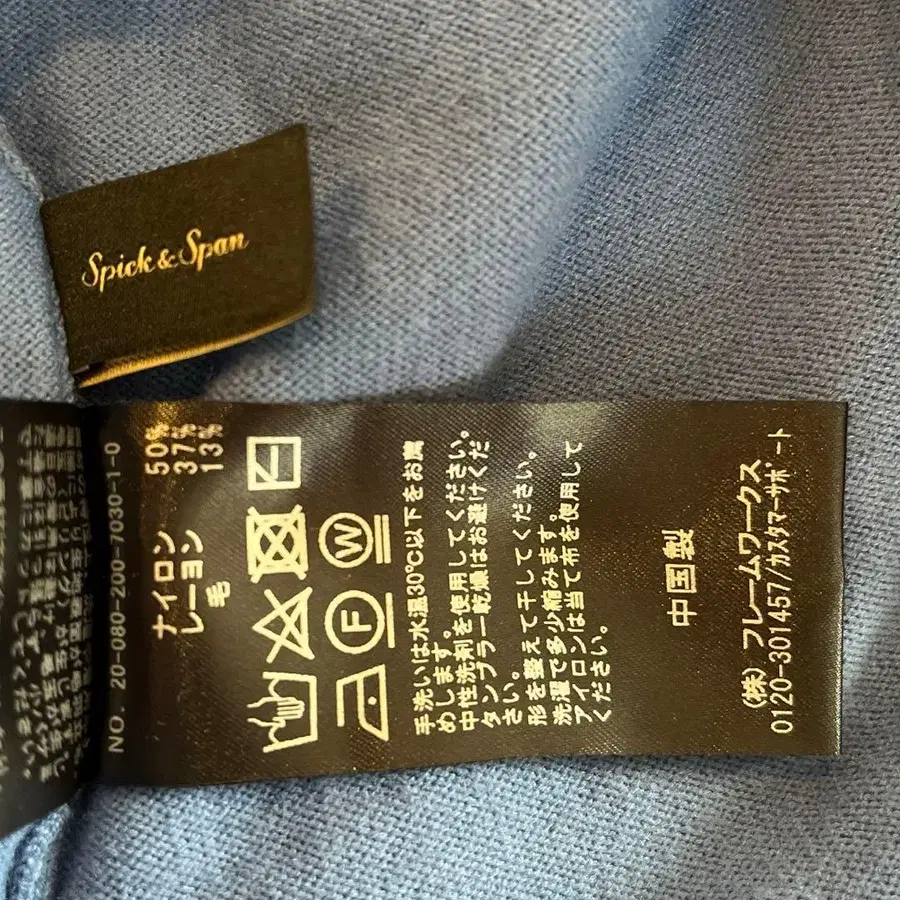 Spick & Span
NO. 20-080-200-7030-1-0
ナイロン 50%
レーヨン 37%
毛 13%
W
F
手洗いは水温30℃以下をお薦
めします。
中性洗剤を使用してください。
タンブラー乾燥はお避けくだ
さい。
形を整えて干してください。
洗濯で多少縮みます。
アイロンは当て布を使用して
ください。
中国製
(株)フレームワークス
0120-301457/カスタマーサポート